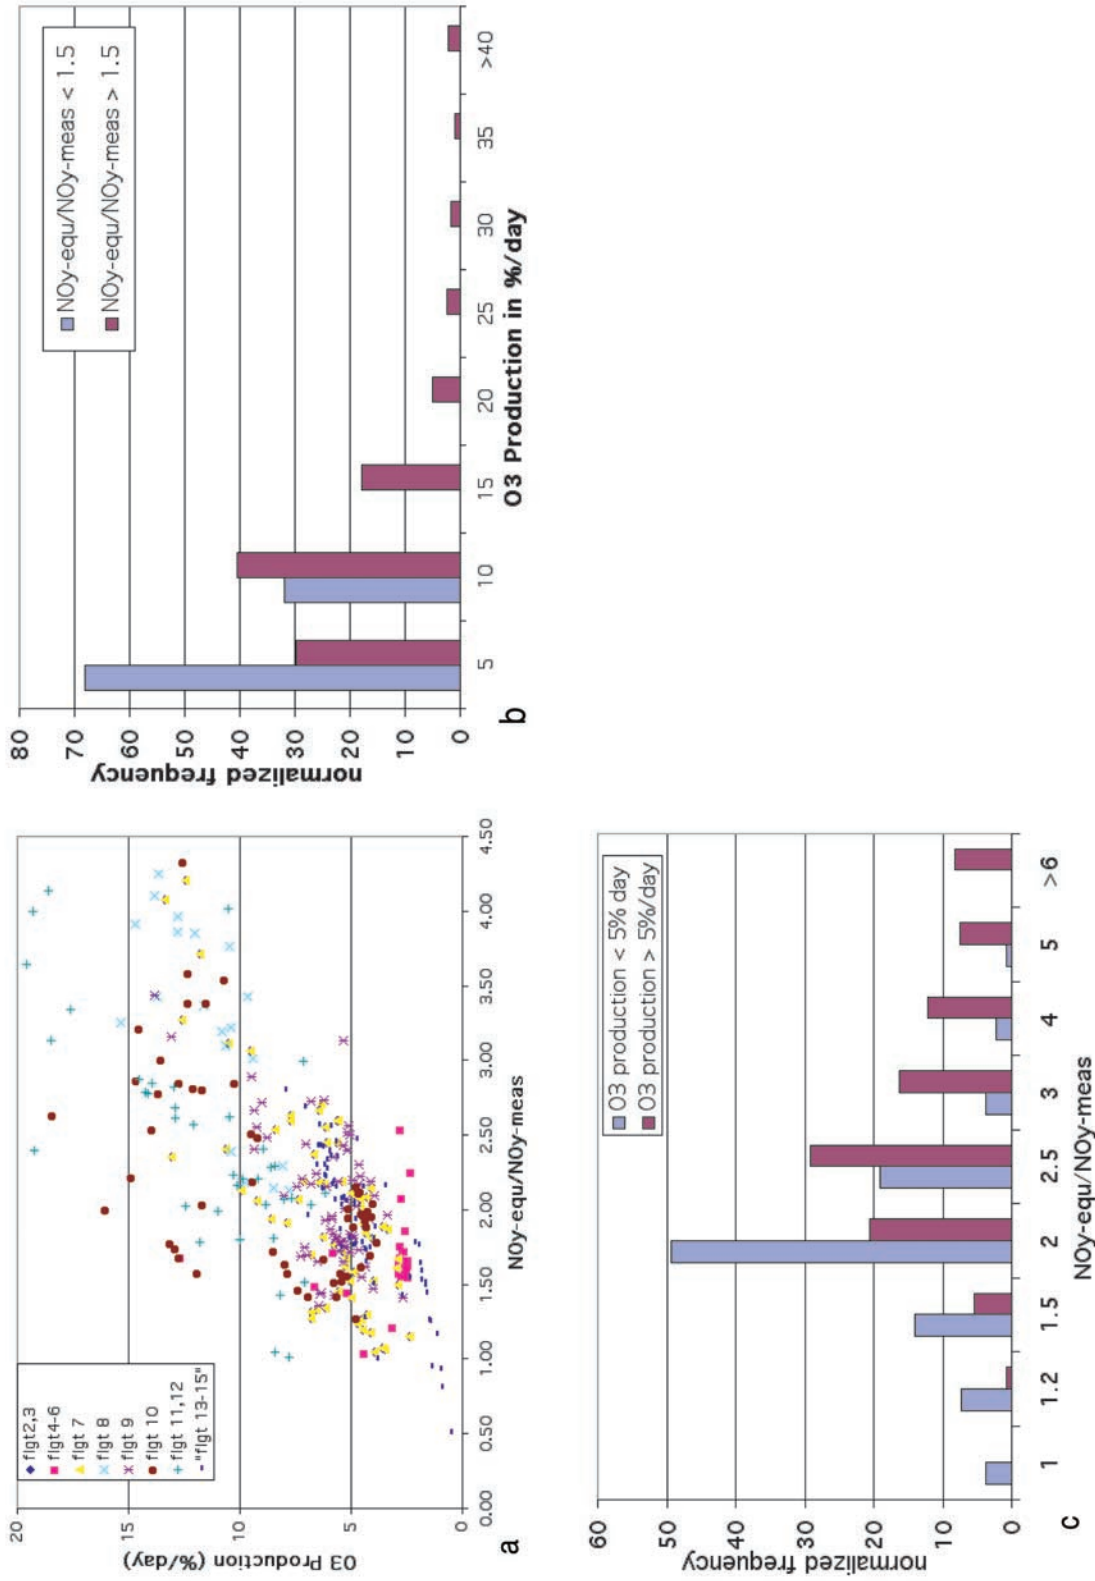 20
15
10
5
0
O3 Production (%/day)
flgt2,3
flgt4-6
flgt 7
flgt 8
flgt 9
flgt 10
flgt 11,12
"flgt 13-15"
0.00 0.50 1.00 1.50 2.00 2.50 3.00 3.50 4.00 4.50
NOy-equ/NOy-meas
a
80
70
60
50
40
30
20
10
0
normalized frequency
NOy-equ/NOy-meas < 1.5
NOy-equ/NOy-meas > 1.5
5 10 15 20 25 30 35 >40
O3 Production in %/day
b
60
50
40
30
20
10
0
normalized frequency
O3 production < 5% day
O3 production > 5%/day
1 1.2 1.5 2 2.5 3 4 5 >6
NOy-equ/NOy-meas
c